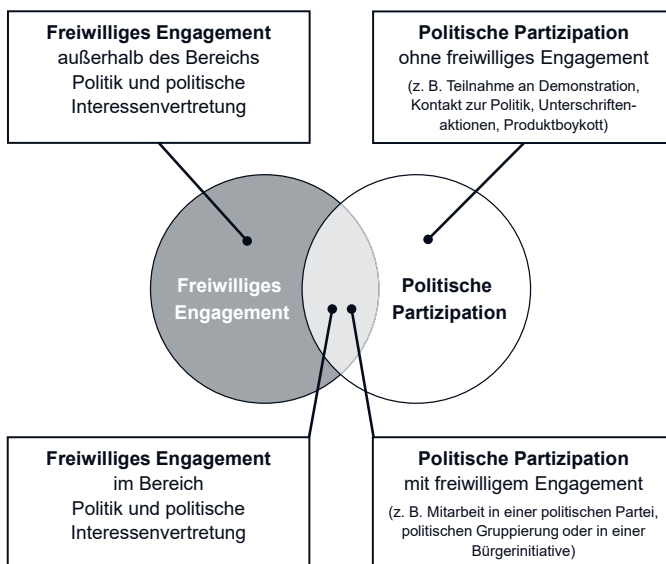 Freiwilliges Engagement
außerhalb des Bereichs
Politik und politische
Interessenvertretung
Politische Partizipation
ohne freiwilliges Engagement
(z. B. Teilnahme an Demonstration,
Kontakt zur Politik, Unterschriften-
aktionen, Produktboykott)
Freiwilliges
Engagement
Politische
Partizipation
Freiwilliges Engagement
im Bereich
Politik und politische
Interessenvertretung
Politische Partizipation
mit freiwilligem Engagement
(z. B. Mitarbeit in einer politischen Partei,
politischen Gruppierung oder in einer
Bürgerinitiative)